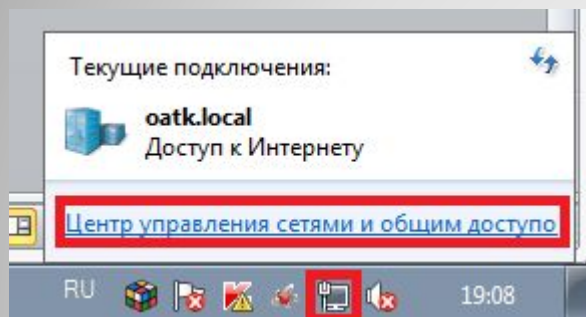 Текущие подключения:
oatk.local
Доступ к Интернету
Центр управления сетями и общим доступо
RU
19:08